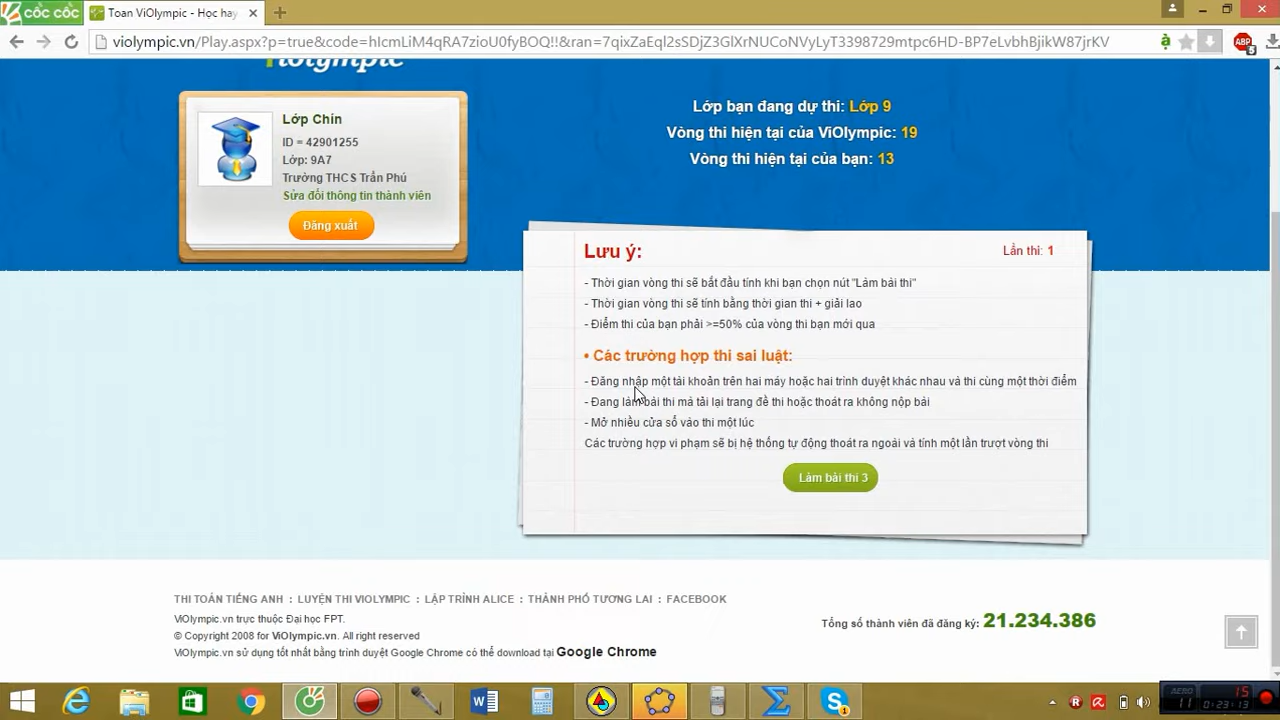 cốc cốc
Toan ViOlympic - Học hay
violympic.vn/Play.aspx?p=true&code=hIcmLiM4qRA7zioU0fyBOQ!!&ran=7qixZaEql2sSDjZ3GlXrNUCoNVyLyT3398729mtpc6HD-BP7eLvbhBjikW87jrKV
ABP
5
Violympic
Lớp Chín
ID = 42901255
Lớp: 9A7
Trường THCS Trần Phú
Sửa đổi thông tin thành viên
Đăng xuất
Lớp bạn đang dự thi: Lớp 9
Vòng thi hiện tại của ViOlympic: 19
Vòng thi hiện tại của bạn: 13
Lưu ý:
Lần thi: 1
- Thời gian vòng thi sẽ bắt đầu tính khi bạn chọn nút "Làm bài thi"
- Thời gian vòng thi sẽ tính bằng thời gian thi + giải lao
- Điểm thi của bạn phải >=50% của vòng thi bạn mới qua
• Các trường hợp thi sai luật:
- Đăng nhập một tài khoản trên hai máy hoặc hai trình duyệt khác nhau và thi cùng một thời điểm
- Đang làm bài thi mà tải lại trang đề thi hoặc thoát ra không nộp bài
- Mở nhiều cửa sổ vào thi một lúc
Các trường hợp vi phạm sẽ bị hệ thống tự động thoát ra ngoài và tính một lần trượt vòng thi
Làm bài thi 3
THI TOÁN TIẾNG ANH : LUYỆN THI VIOLYMPIC : LẬP TRÌNH ALICE : THÀNH PHỐ TƯƠNG LAI : FACEBOOK
ViOlympic.vn trực thuộc Đại học FPT.
© Copyright 2008 for ViOlympic.vn. All right reserved
ViOlympic.vn sử dụng tốt nhất bằng trình duyệt Google Chrome có thể download tại Google Chrome
Tổng số thành viên đã đăng ký: 21.234.386
AERO
11
15
0:23:13